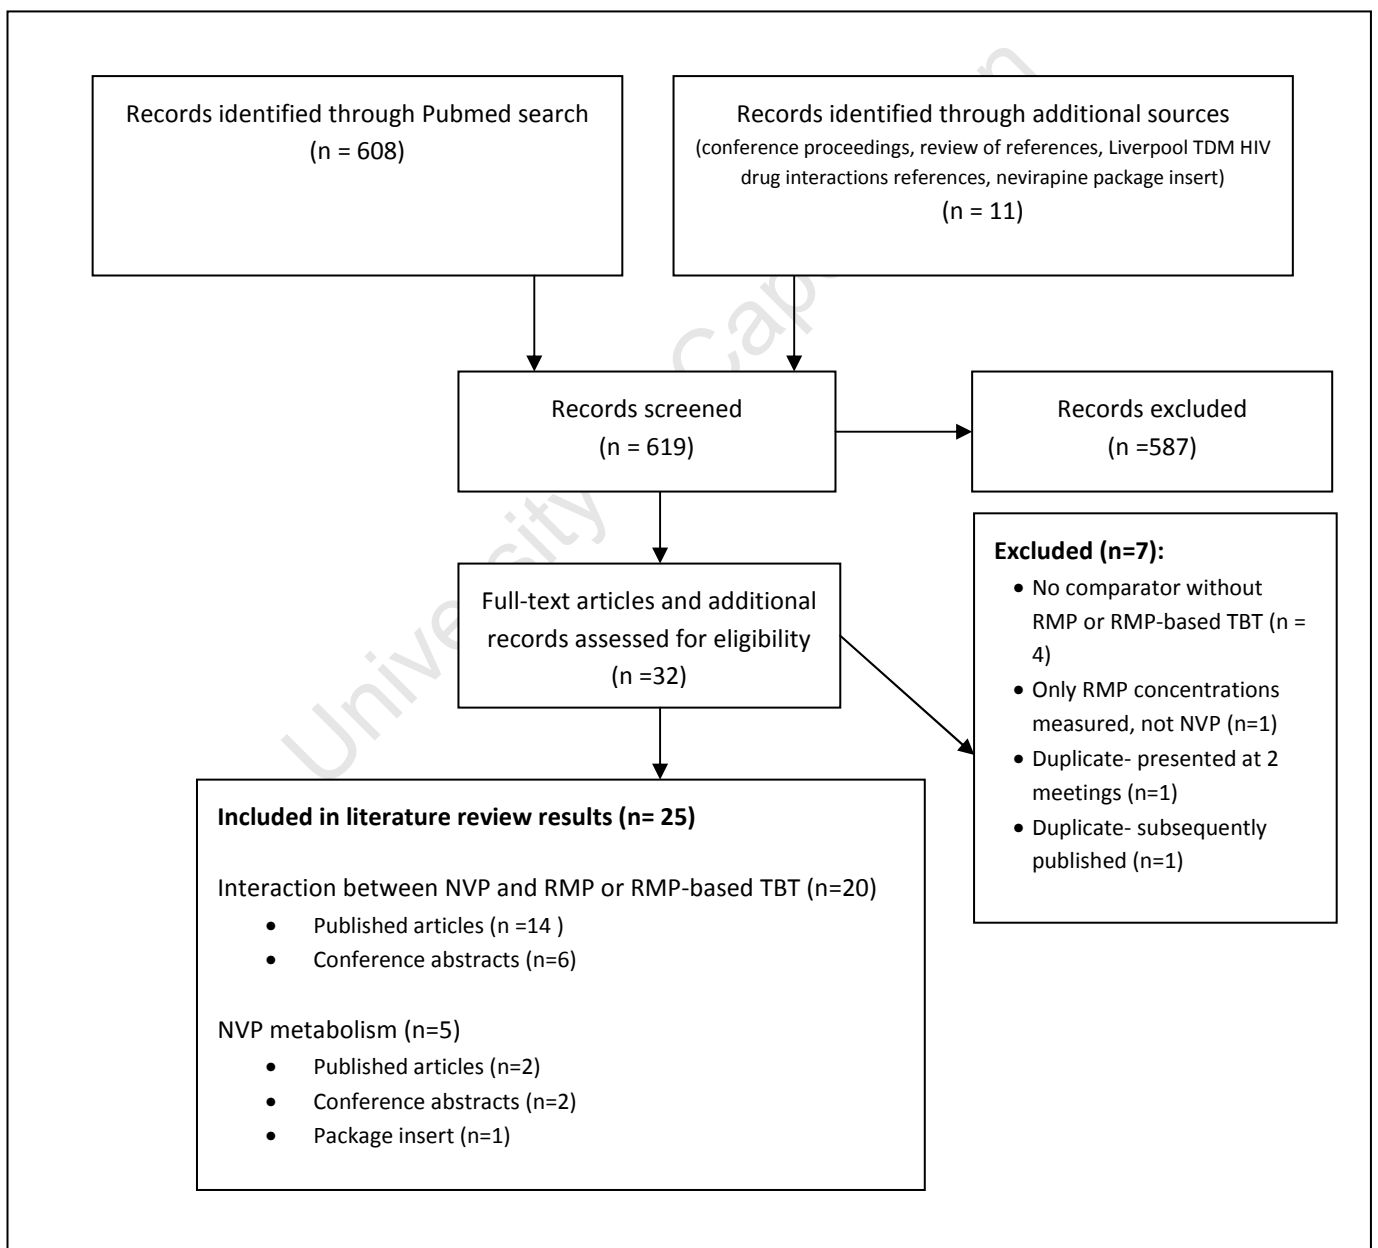 Records identified through Pubmed search
(n = 608)
Records identified through additional sources
(conference proceedings, review of references, Liverpool TDM HIV
drug interactions references, nevirapine package insert)
(n = 11)
Records screened
(n = 619)
Records excluded
(n =587)
Full-text articles and additional
records assessed for eligibility
(n =32)
Excluded (n=7):
• No comparator without
RMP or RMP-based TBT (n =
4)
• Only RMP concentrations
measured, not NVP (n=1)
• Duplicate- presented at 2
meetings (n=1)
• Duplicate- subsequently
published (n=1)
Included in literature review results (n= 25)
Interaction between NVP and RMP or RMP-based TBT (n=20)
• Published articles (n =14 )
• Conference abstracts (n=6)
NVP metabolism (n=5)
• Published articles (n=2)
• Conference abstracts (n=2)
• Package insert (n=1)
University